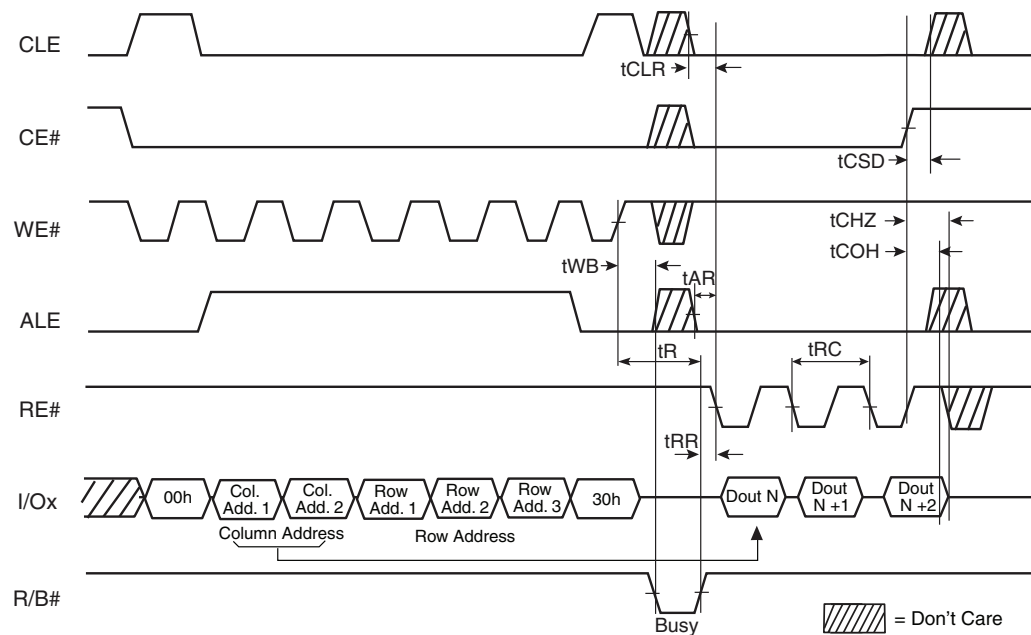 CLE
tCLR
CE#
tCSD
WE#
tCHZ
tCOH
tWB
tAR
ALE
tR
tRC
RE#
tRR
I/Ox
00h
Col.
Add. 1
Col.
Add. 2
Row
Add. 1
Row
Add. 2
Row
Add. 3
30h
Dout N
Dout
N +1
Dout
N +2
Column Address
Row Address
R/B#
Busy
= Don't Care